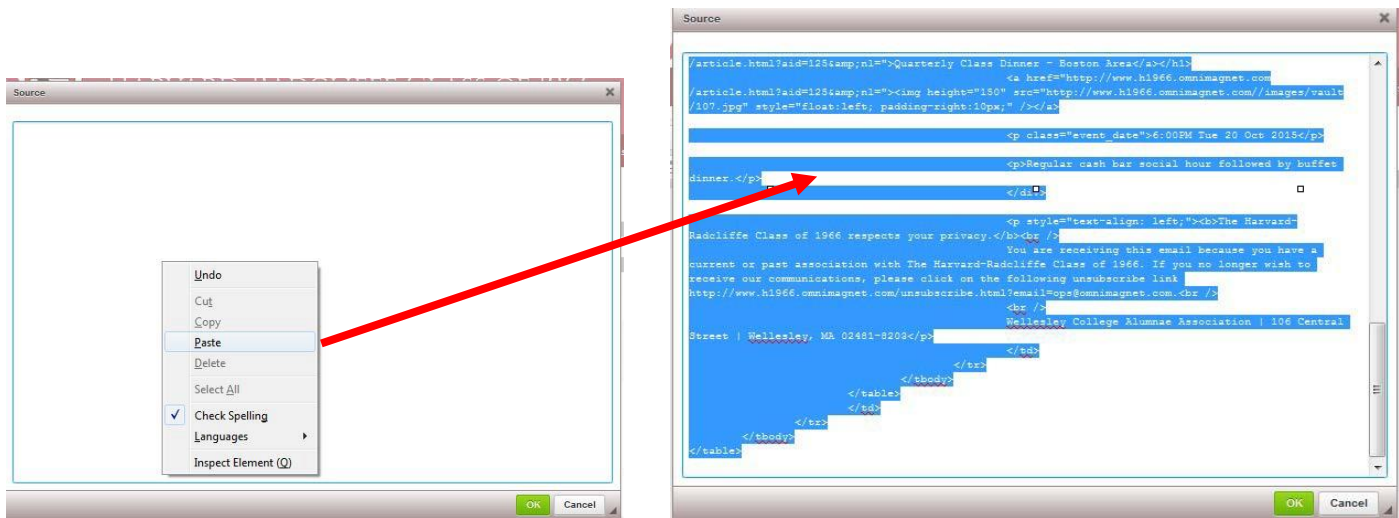 Source
Undo
Cut
Copy
Paste
Delete
Select All
Check Spelling
Languages
Inspect Element (Q)
OK Cancel
Source
/article.html?aid=125&amp;nl=">Quarterly Class Dinner - Boston Area</a></h1>
<a href="http://www.h1966.omnimagnet.com
/article.html?aid=125&amp;nl="><img height="150" src="http://www.h1966.omnimagnet.com//images/vault
/107.jpg" style="float:left; padding-right:10px;" /></a>
<p class="event_date">6:00PM Tue 20 Oct 2015</p>
<p>Regular cash bar social hour followed by buffet
dinner.</p>
</div>
<p style="text-align: left;"><b>The Harvard-
Radcliffe Class of 1966 respects your privacy.</b><br />
You are receiving this email because you have a
current or past association with The Harvard-Radcliffe Class of 1966. If you no longer wish to
receive our communications, please click on the following unsubscribe link
http://www.h1966.omnimagnet.com/unsubscribe.html?email=ops@omnimagnet.com.<br />
<br />
Wellesley College Alumnae Association | 106 Central
Street | Wellesley, MA 02481-8203</p>
</td>
</tr>
</tbody>
</table>
</td>
</tr>
</tbody>
</table>
OK Cancel